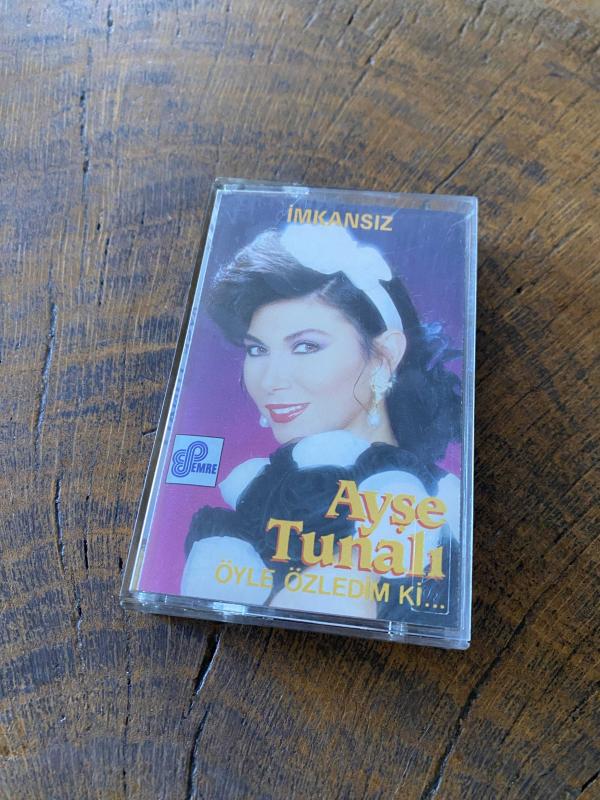 İMKANSIZ
EMRE
Ayşe
Tunalı
ÖYLE ÖZLEDİM Kİ...